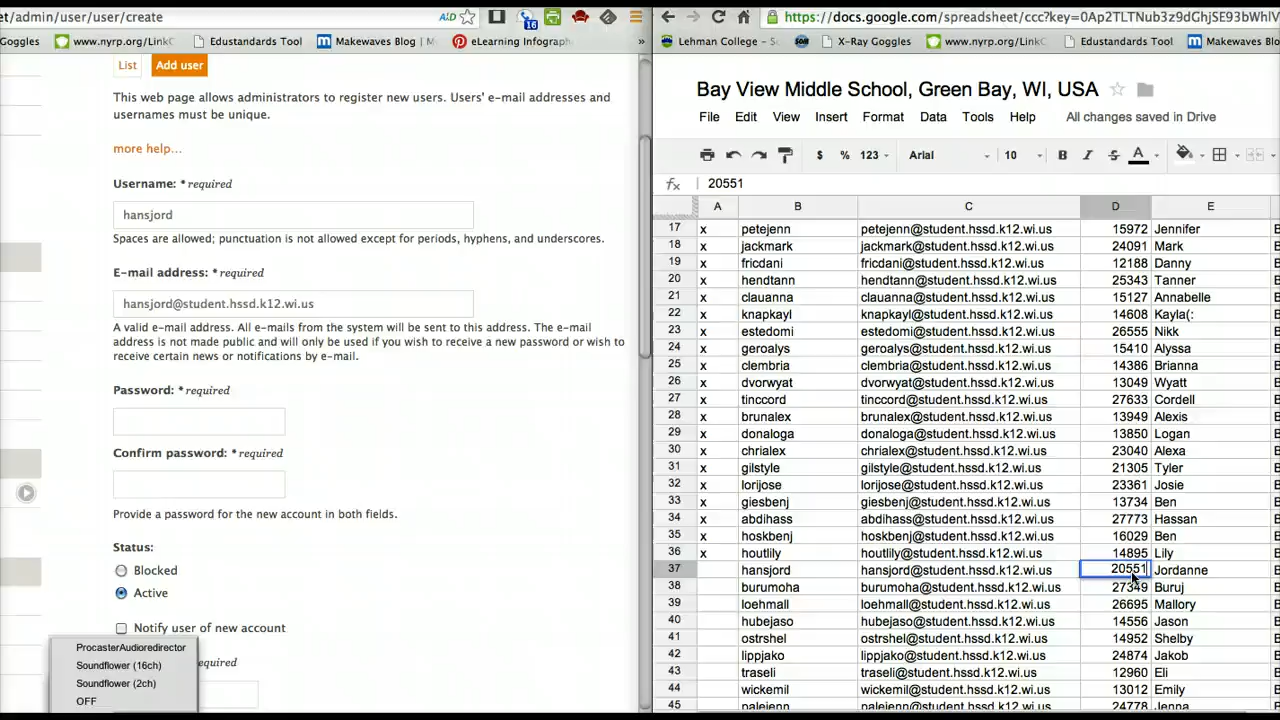 et/admin/user/user/create
Goggles
www.nyrp.org/Link
Edustandards Tool
Makewaves Blog | M
eLearning Infograph
»
16
List
Add user
This web page allows administrators to register new users. Users' e-mail addresses and
usernames must be unique.
more help...
Username: * required
hansjord
Spaces are allowed; punctuation is not allowed except for periods, hyphens, and underscores.
E-mail address: * required
hansjord@student.hssd.k12.wi.us
A valid e-mail address. All e-mails from the system will be sent to this address. The e-mail
address is not made public and will only be used if you wish to receive a new password or wish to
receive certain news or notifications by e-mail.
Password: * required
Confirm password: * required
Provide a password for the new account in both fields.
Status:
Blocked
Active
Notify user of new account
required
ProcasterAudioredirector
Soundflower (16ch)
Soundflower (2ch)
OFF
https://docs.google.com/spreadsheet/ccc?key=0Ap2TLTNub3z9dGhjSE93bWhlV
Lehman College - Sc
X-Ray Goggles
www.nyrp.org/Link
Edustandards Tool
Makewaves
Bay View Middle School, Green Bay, WI, USA
File Edit View Insert Format Data Tools Help All changes saved in Drive
$ % 123 Arial 10 B I S A
fx 20551
A B C D E
17 x petejenn petejenn@student.hssd.k12.wi.us 15972 Jennifer B
18 x jackmark jackmark@student.hssd.k12.wi.us 24091 Mark B
19 x fricdani fricdani@student.hssd.k12.wi.us 12188 Danny B
20 x hendtann hendtann@student.hssd.k12.wi.us 25343 Tanner B
21 x clauanna clauanna@student.hssd.k12.wi.us 15127 Annabelle B
22 x knapkayl knapkayl@student.hssd.k12.wi.us 14608 Kayla(: B
23 x estedomi estedomi@student.hssd.k12.wi.us 26555 Nikk B
24 x geroalys geroalys@student.hssd.k12.wi.us 15410 Alyssa B
25 x clembria clembria@student.hssd.k12.wi.us 14386 Brianna B
26 x dvorwyat dvorwyat@student.hssd.k12.wi.us 13049 Wyatt B
27 x tinccord tinccord@student.hssd.k12.wi.us 27633 Cordell B
28 x brunalex brunalex@student.hssd.k12.wi.us 13949 Alexis B
29 x donaloga donaloga@student.hssd.k12.wi.us 13850 Logan B
30 x chrialex chrialex@student.hssd.k12.wi.us 23040 Alexa B
31 x gilstyle gilstyle@student.hssd.k12.wi.us 21305 Tyler B
32 x lorijose lorijose@student.hssd.k12.wi.us 23361 Josie B
33 x giesbenj giesbenj@student.hssd.k12.wi.us 13734 Ben B
34 x abdihass abdihass@student.hssd.k12.wi.us 27773 Hassan B
35 x hoskbenj hoskbenj@student.hssd.k12.wi.us 16029 Ben B
36 x houtlily houtlily@student.hssd.k12.wi.us 14895 Lily B
37 hansjord hansjord@student.hssd.k12.wi.us 20551 Jordanne B
38 burumoha burumoha@student.hssd.k12.wi.us 27349 Buruj B
39 loehmall loehmall@student.hssd.k12.wi.us 26695 Mallory B
40 hubejaso hubejaso@student.hssd.k12.wi.us 14556 Jason B
41 ostrshel ostrshel@student.hssd.k12.wi.us 14952 Shelby B
42 lippjako lippjako@student.hssd.k12.wi.us 24874 Jakob B
43 traseli traseli@student.hssd.k12.wi.us 12960 Eli B
44 wickemil wickemil@student.hssd.k12.wi.us 13012 Emily B
45 paleienn paleienn@student.hssd.k12.wi.us 24778 Jenna B